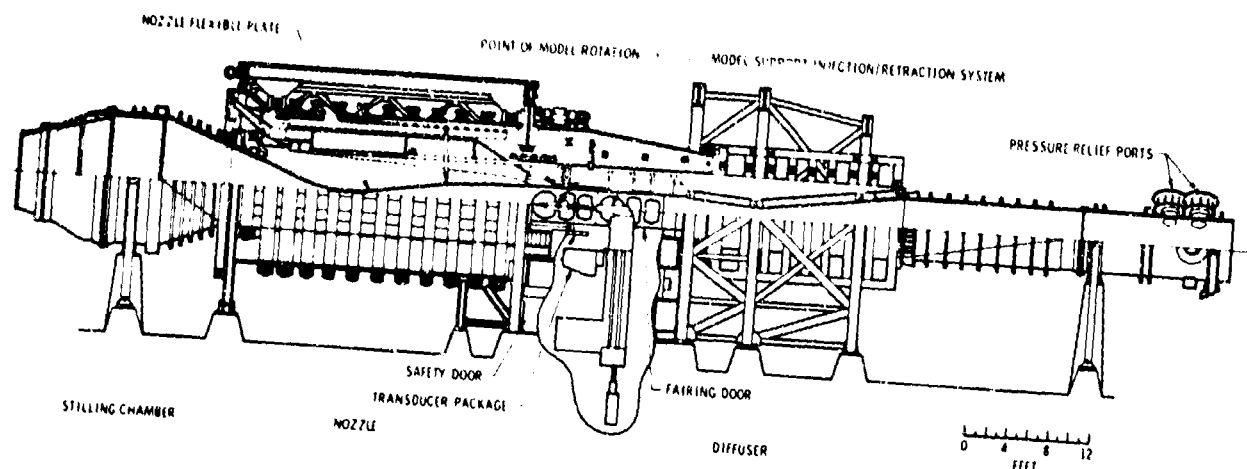 NOZZLE FLEXIBLE PLATE
POINT OF MODEL ROTATION
MODEL SUPPORT INJECTION/RETRACTION SYSTEM
PRESSURE RELIEF PORTS
SAFETY DOOR
TRANSDUCER PACKAGE
FAIRING DOOR
STILLING CHAMBER
NOZZLE
DIFFUSER
0 4 8 12
FEET